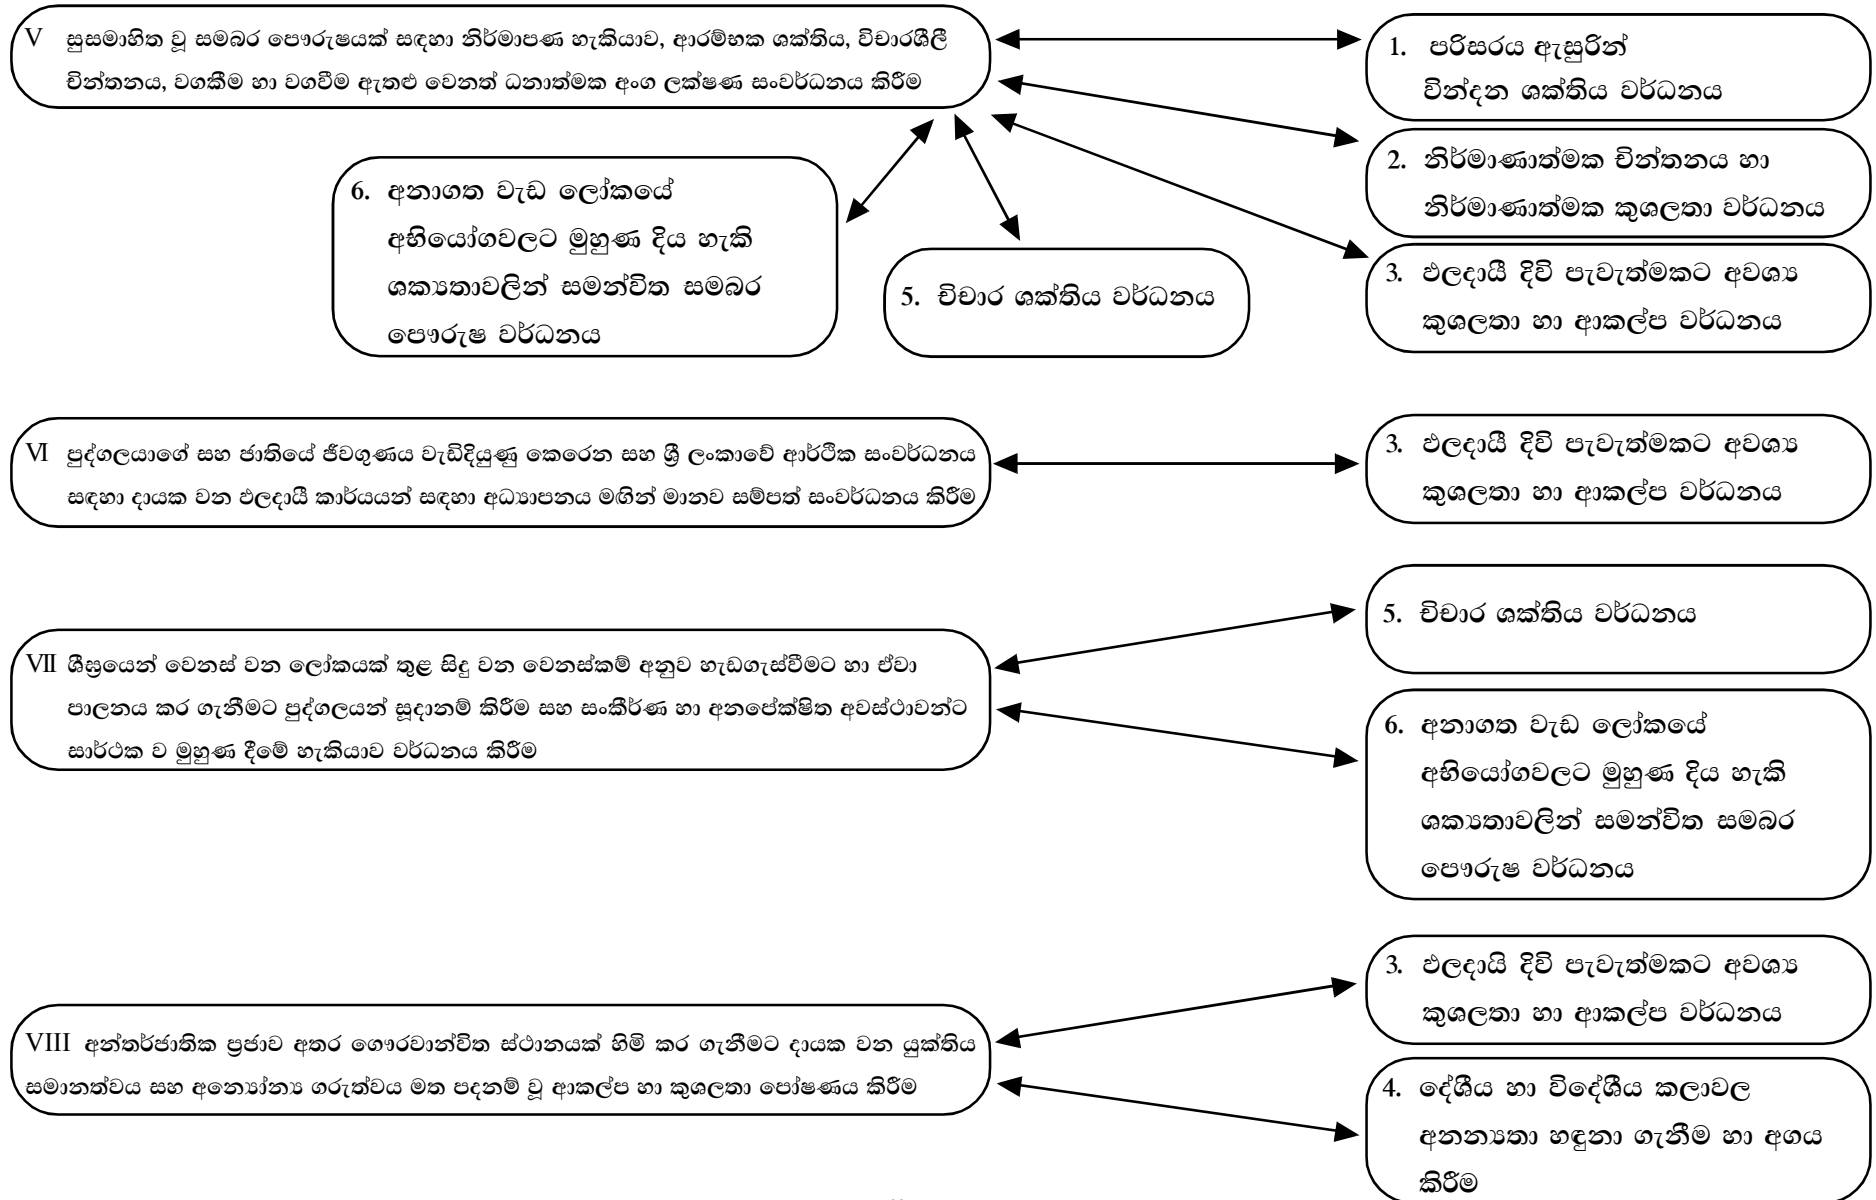 V සුසමාහිත වූ සමබර පෞරුෂයක් සඳහා නිර්මාපණ හැකියාව, ආරම්භක ශක්තිය, විචාරශීලී
චින්තනය, වගකීම හා වගවීම ඇතළු වෙනත් ධනාත්මක අංග ලක්ෂණ සංවර්ධනය කිරීම
1. පරිසරය ඇසුරින්
වින්දන ශක්තිය වර්ධනය
2. නිර්මාණාත්මක චින්තනය හා
නිර්මාණාත්මක කුශලතා වර්ධනය
3. ඵලදායී දිවි පැවැත්මකට අවශ්‍ය
කුශලතා හා ආකල්ප වර්ධනය
5. විචාර ශක්තිය වර්ධනය
6. අනාගත වැඩ ලෝකයේ
අභියෝගවලට මුහුණ දිය හැකි
ශක්‍යතාවලින් සමන්විත සමබර
පෞරුෂ වර්ධනය
VI පුද්ගලයාගේ සහ ජාතියේ ජීවගුණය වැඩිදියුණු කෙරෙන සහ ශ්‍රී ලංකාවේ ආර්ථික සංවර්ධනය
සඳහා දායක වන ඵලදායී කාර්යයන් සඳහා අධ්‍යාපනය මඟින් මානව සම්පත් සංවර්ධනය කිරීම
3. ඵලදායී දිවි පැවැත්මකට අවශ්‍ය
කුශලතා හා ආකල්ප වර්ධනය
VII ශීඝ්‍රයෙන් වෙනස් වන ලෝකයක් තුළ සිදු වන වෙනස්කම් අනුව හැඩගැස්වීමට හා ඒවා
පාලනය කර ගැනීමට පුද්ගලයන් සූදානම් කිරීම සහ සංකීර්ණ හා අනපේක්ෂිත අවස්ථාවන්ට
සාර්ථක ව මුහුණ දීමේ හැකියාව වර්ධනය කිරීම
5. විචාර ශක්තිය වර්ධනය
6. අනාගත වැඩ ලෝකයේ
අභියෝගවලට මුහුණ දිය හැකි
ශක්‍යතාවලින් සමන්විත සමබර
පෞරුෂ වර්ධනය
VIII අන්තර්ජාතික ප්‍රජාව අතර ගෞරවාන්විත ස්ථානයක් හිමි කර ගැනීමට දායක වන යුක්තිය
සමානත්වය සහ අන්‍යෝන්‍ය ගරුත්වය මත පදනම් වූ ආකල්ප හා කුශලතා පෝෂණය කිරීම
3. ඵලදායි දිවි පැවැත්මකට අවශ්‍ය
කුශලතා හා ආකල්ප වර්ධනය
4. දේශීය හා විදේශීය කලාවල
අනන්‍යතා හඳුනා ගැනීම හා අගය
කිරීම